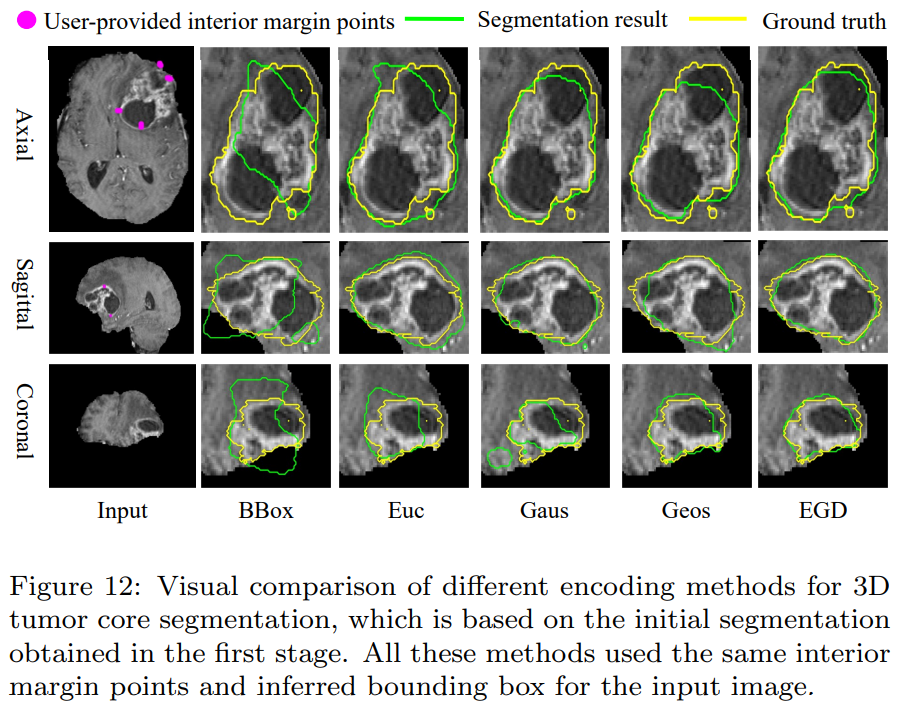 User-provided interior margin points Segmentation result Ground truth
Axial
Sagittal
Coronal
Input BBox Euc Gaus Geos EGD
Figure 12: Visual comparison of different encoding methods for 3D
tumor core segmentation, which is based on the initial segmentation
obtained in the first stage. All these methods used the same interior
margin points and inferred bounding box for the input image.